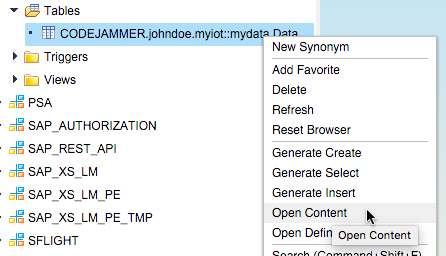 Tables
CODEJAMMER.johndoe.myiot::mydata.Data
Triggers
Views
PSA
SAP_AUTHORIZATION
SAP_REST_API
SAP_XS_LM
SAP_XS_LM_PE
SAP_XS_LM_PE_TMP
SFLIGHT
New Synonym
Add Favorite
Delete
Refresh
Reset Browser
Generate Create
Generate Select
Generate Insert
Open Content
Open Defin
Open Content
Search (Command+Shift+F)